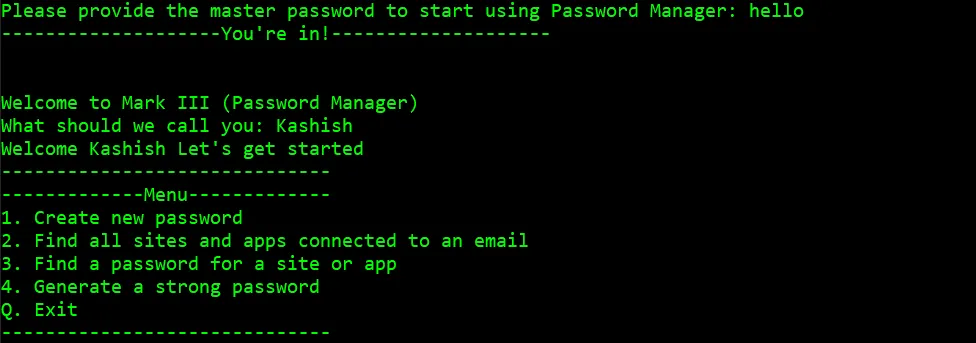 Please provide the master password to start using Password Manager: hello
--------------------You're in!--------------------
Welcome to Mark III (Password Manager)
What should we call you: Kashish
Welcome Kashish Let's get started
------------------------------
-------------Menu-------------
1. Create new password
2. Find all sites and apps connected to an email
3. Find a password for a site or app
4. Generate a strong password
Q. Exit
------------------------------